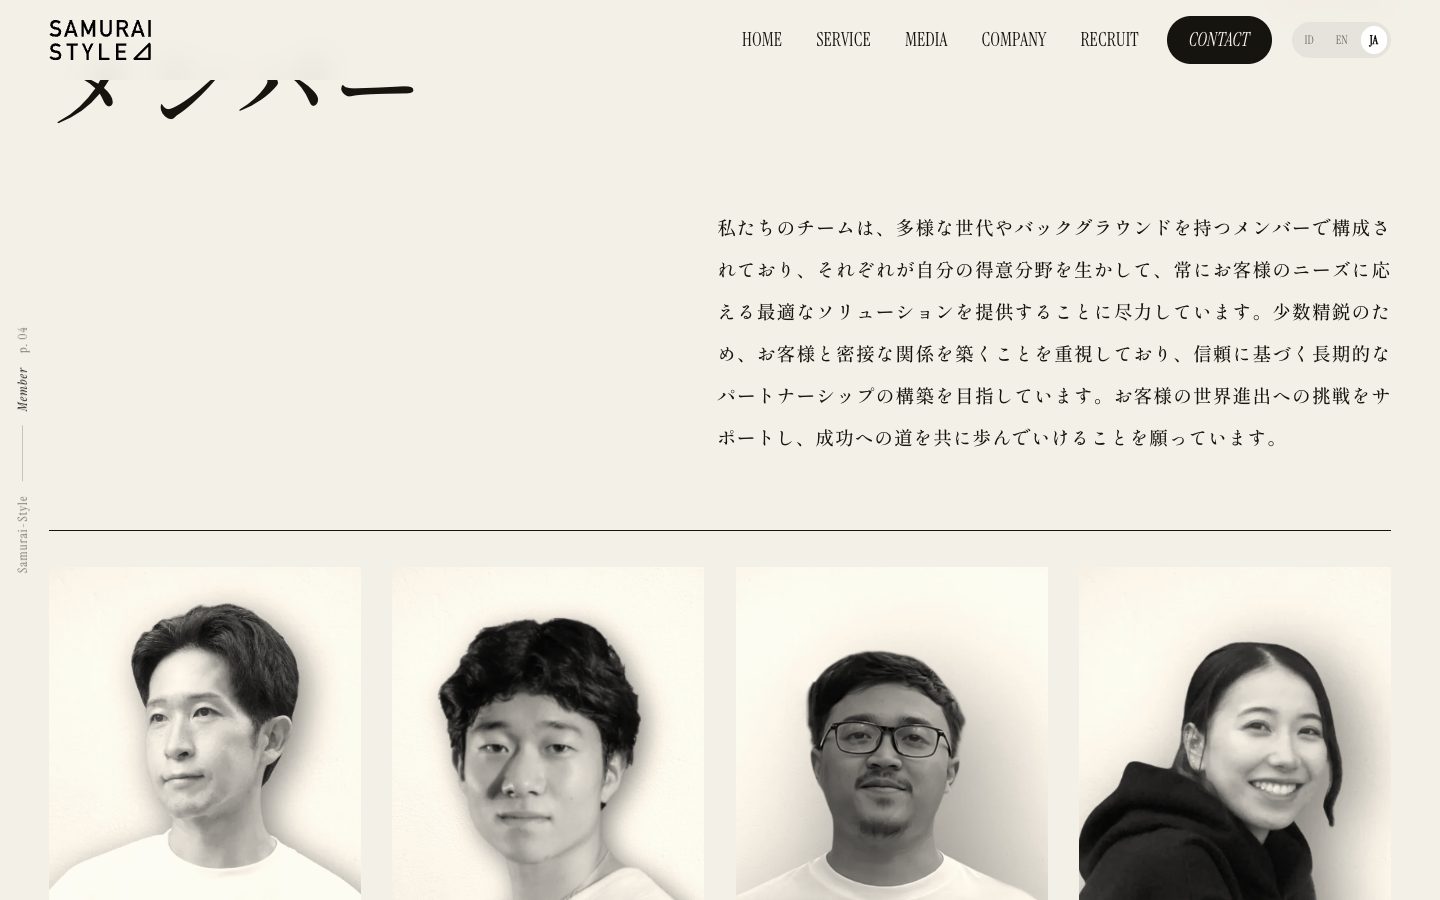 SAMURAI
STYLE
HOME
SERVICE
MEDIA
COMPANY
RECRUIT
CONTACT
ID
EN
JA
メンバー
私たちのチームは、多様な世代やバックグラウンドを持つメンバーで構成さ
れており、それぞれが自分の得意分野を生かして、常にお客様のニーズに応
える最適なソリューションを提供することに尽力しています。少数精鋭のた
め、お客様と密接な関係を築くことを重視しており、信頼に基づく長期的な
パートナーシップの構築を目指しています。お客様の世界進出への挑戦をサ
ポートし、成功への道を共に歩んでいけることを願っています。
Samurai-Style
Member
p. 04